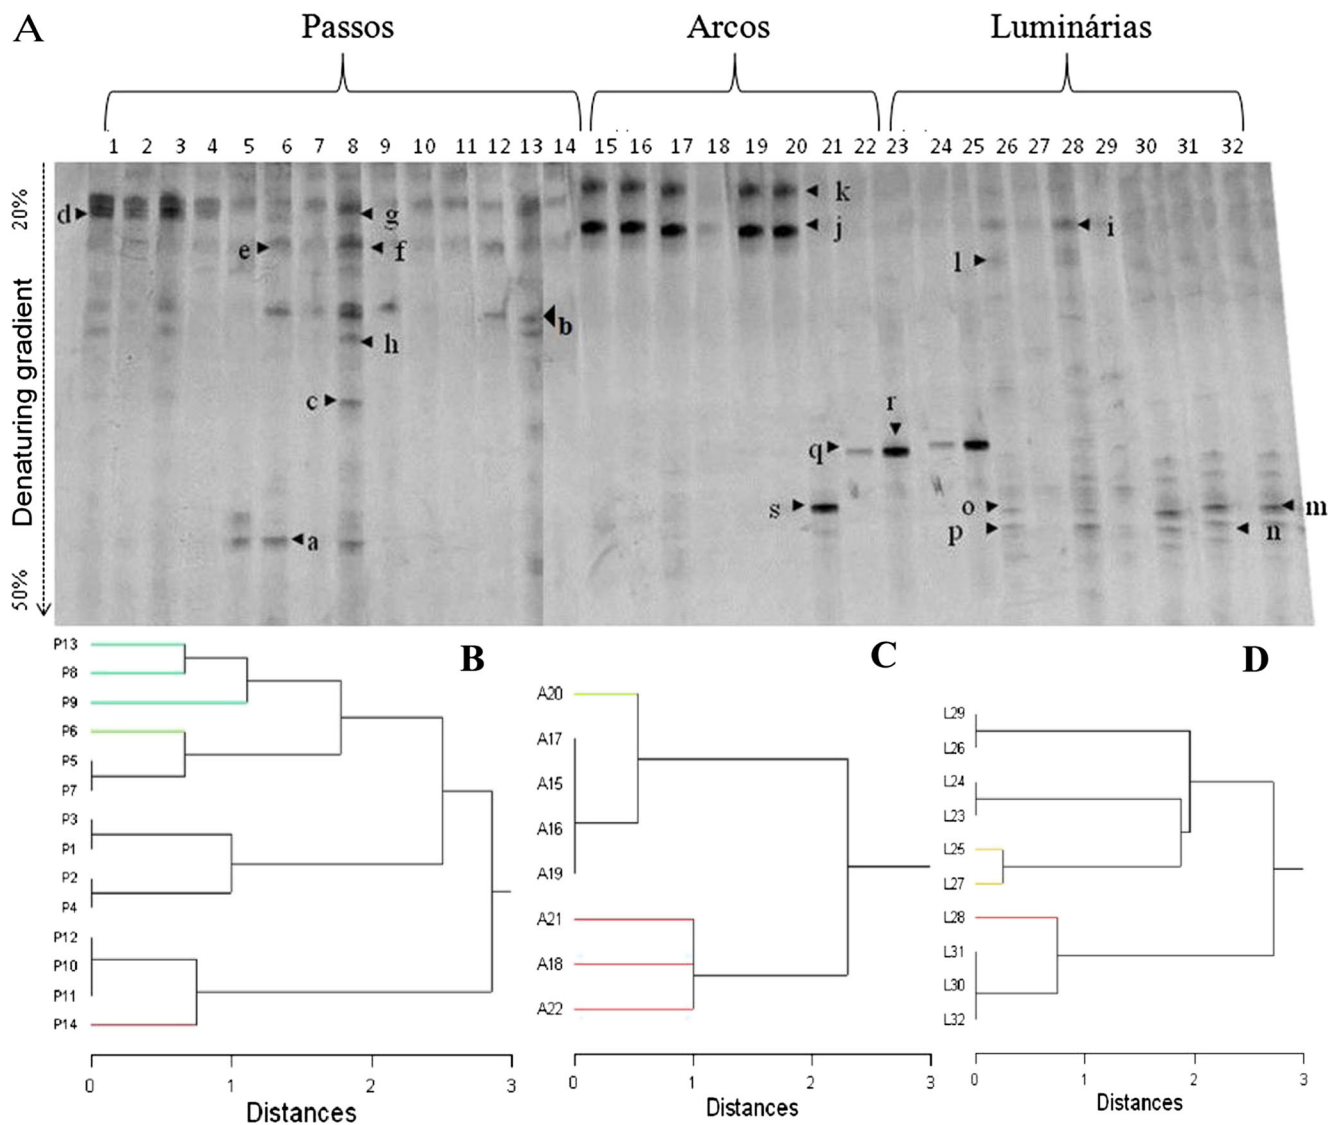 A
Passos Arcos Luminárias
1 2 3 4 5 6 7 8 9 10 11 12 13 14 15 16 17 18 19 20 21 22 23 24 25 26 27 28 29 30 31 32
20%
Denaturing gradient
50%
d
g
k
j
e
f
i
l
b
h
c
r
q
s
o
m
p
n
a
B
P13
P8
P9
P6
P5
P7
P3
P1
P2
P4
P12
P10
P11
P14
0 1 2 3
Distances
C
A20
A17
A15
A16
A19
A21
A18
A22
0 1 2 3
Distances
D
L29
L26
L24
L23
L25
L27
L28
L31
L30
L32
0 1 2 3
Distances